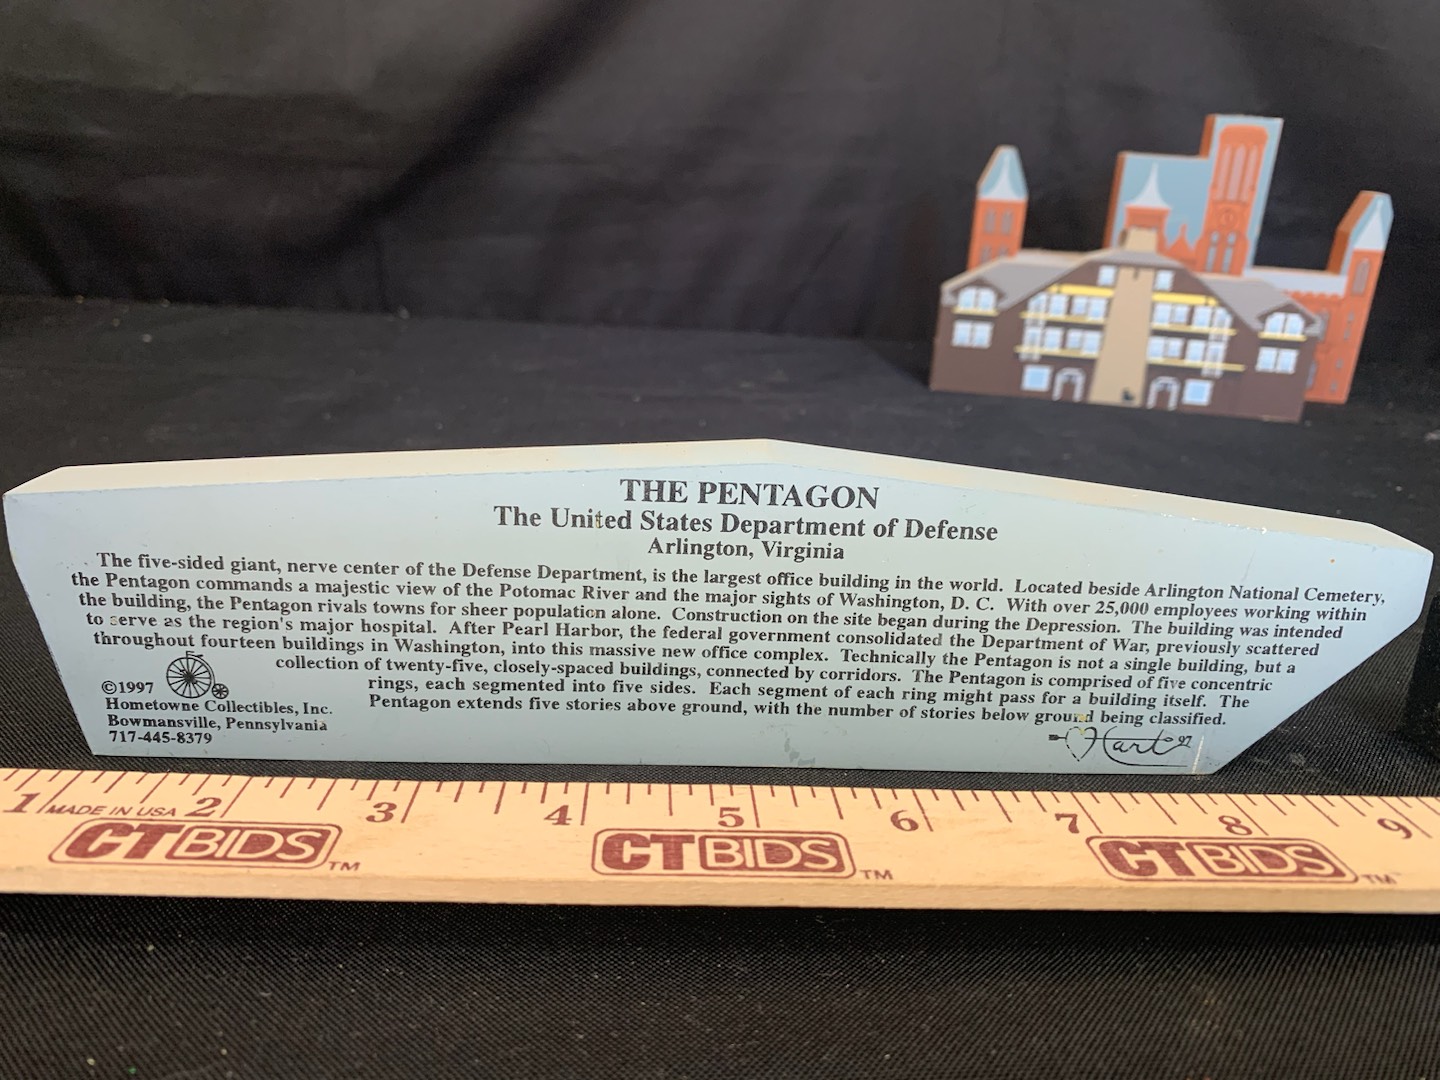 THE PENTAGON
The United States Department of Defense
Arlington, Virginia
The five-sided giant, nerve center of the Defense Department, is the largest office building in the world. Located beside Arlington National Cemetery,
the Pentagon commands a majestic view of the Potomac River and the major sights of Washington, D. C. With over 25,000 employees working within
the building, the Pentagon rivals towns for sheer population alone. Construction on the site began during the Depression. The building was intended
to serve as the region's major hospital. After Pearl Harbor, the federal government consolidated the Department of War, previously scattered
throughout fourteen buildings in Washington, into this massive new office complex. Technically the Pentagon is not a single building, but a
collection of twenty-five, closely-spaced buildings, connected by corridors. The Pentagon is comprised of five concentric
rings, each segmented into five sides. Each segment of each ring might pass for a building itself. The
Pentagon extends five stories above ground, with the number of stories below ground being classified.
©1997
Hometowne Collectibles, Inc.
Bowmansville, Pennsylvania
717-445-8379
Hart 97
1 MADE IN USA 2 3 4 5 6 7 8 9
CTBIDS™ CTBIDS™ CTBIDS™